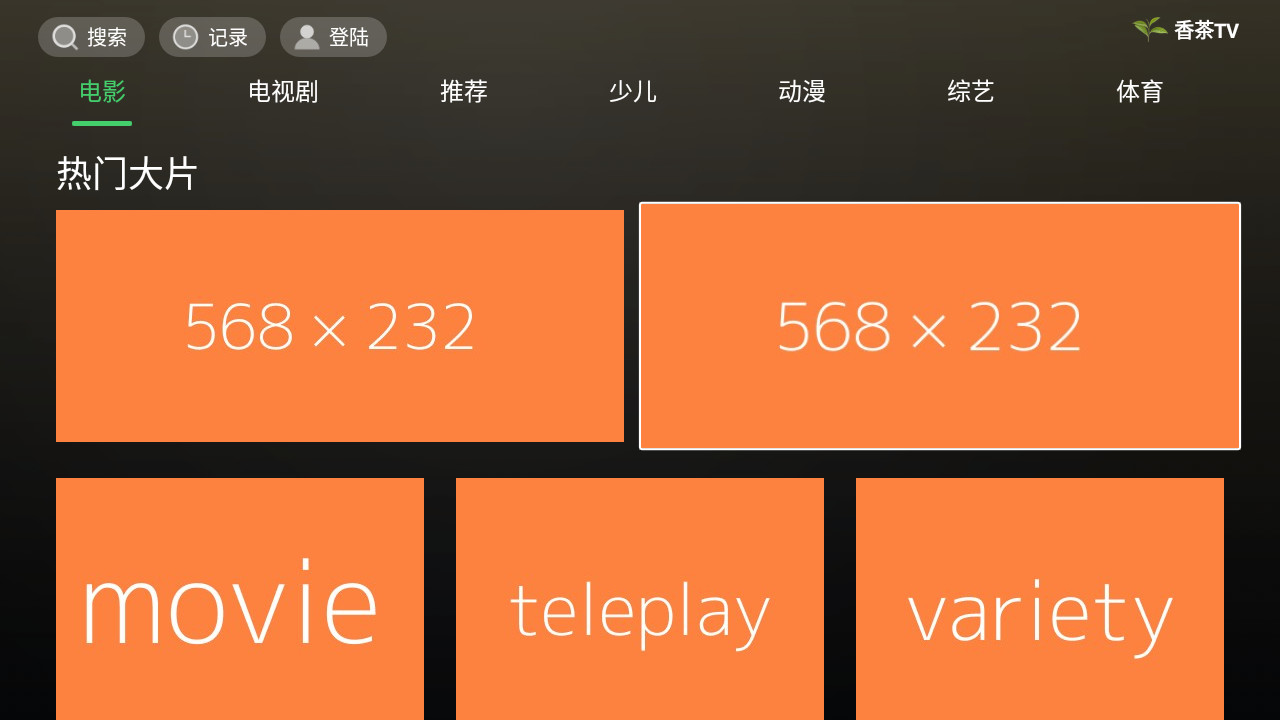 搜索 记录 登陆 香茶TV
电影 电视剧 推荐 少儿 动漫 综艺 体育
热门大片
568 × 232 568 × 232
movie teleplay variety